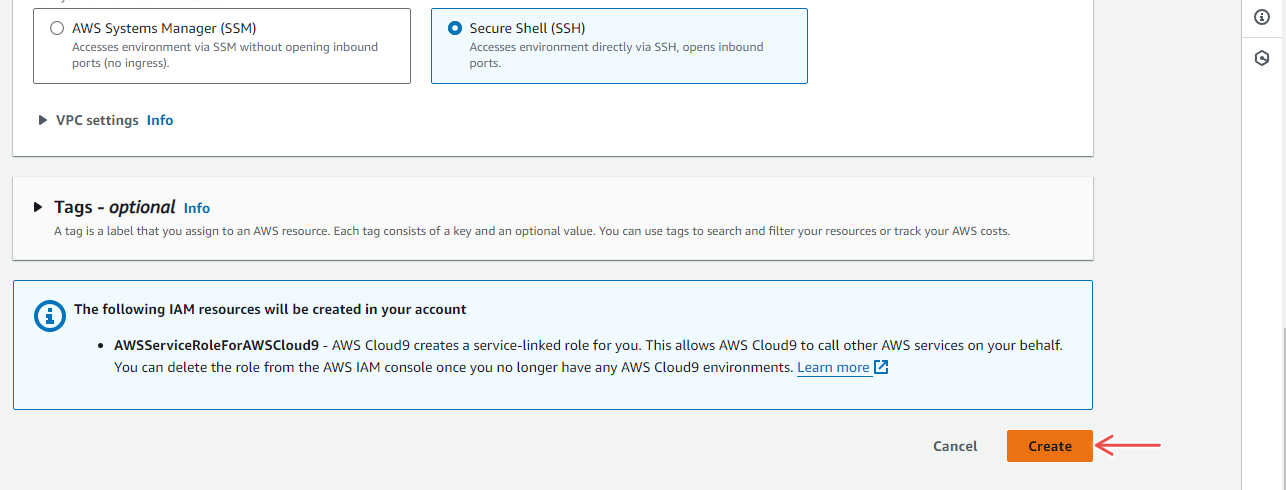 AWS Systems Manager (SSM)
Accesses environment via SSM without opening inbound
ports (no ingress).
Secure Shell (SSH)
Accesses environment directly via SSH, opens inbound
ports.
VPC settings Info
Tags - optional Info
A tag is a label that you assign to an AWS resource. Each tag consists of a key and an optional value. You can use tags to search and filter your resources or track your AWS costs.
The following IAM resources will be created in your account
• AWSServiceRoleForAWSCloud9 - AWS Cloud9 creates a service-linked role for you. This allows AWS Cloud9 to call other AWS services on your behalf.
You can delete the role from the AWS IAM console once you no longer have any AWS Cloud9 environments. Learn more
Cancel
Create